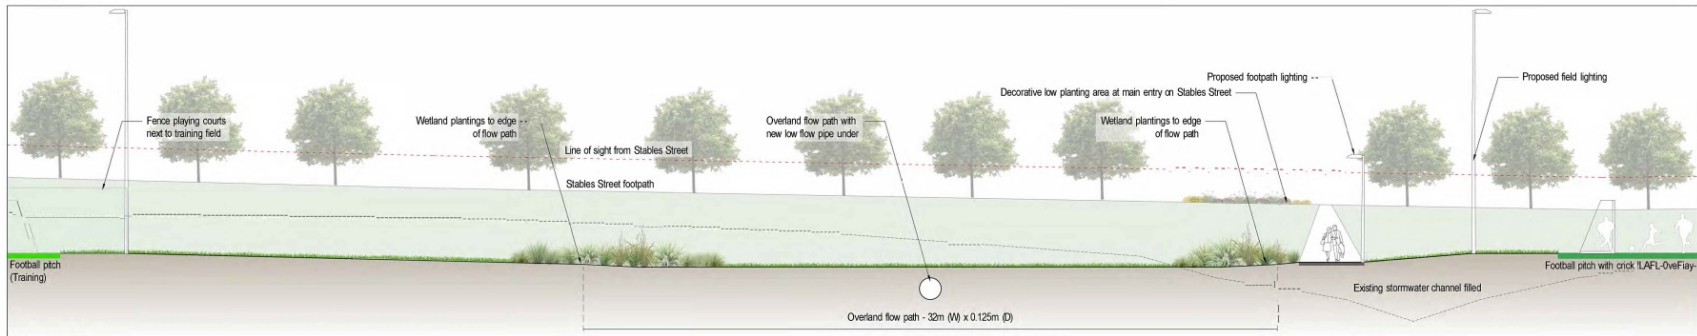 Proposed footpath lighting
Proposed field lighting
Decorative low planting area at main entry on Stables Street
Fence playing courts
next to training field
Wetland plantings to edge
of flow path
Overland flow path with
new low flow pipe under
Wetland plantings to edge
of flow path
Line of sight from Stables Street
Stables Street footpath
Football pitch
(Training)
Football pitch with crick
Existing stormwater channel filled
Overland flow path - 32m (W) x 0.125m (D)